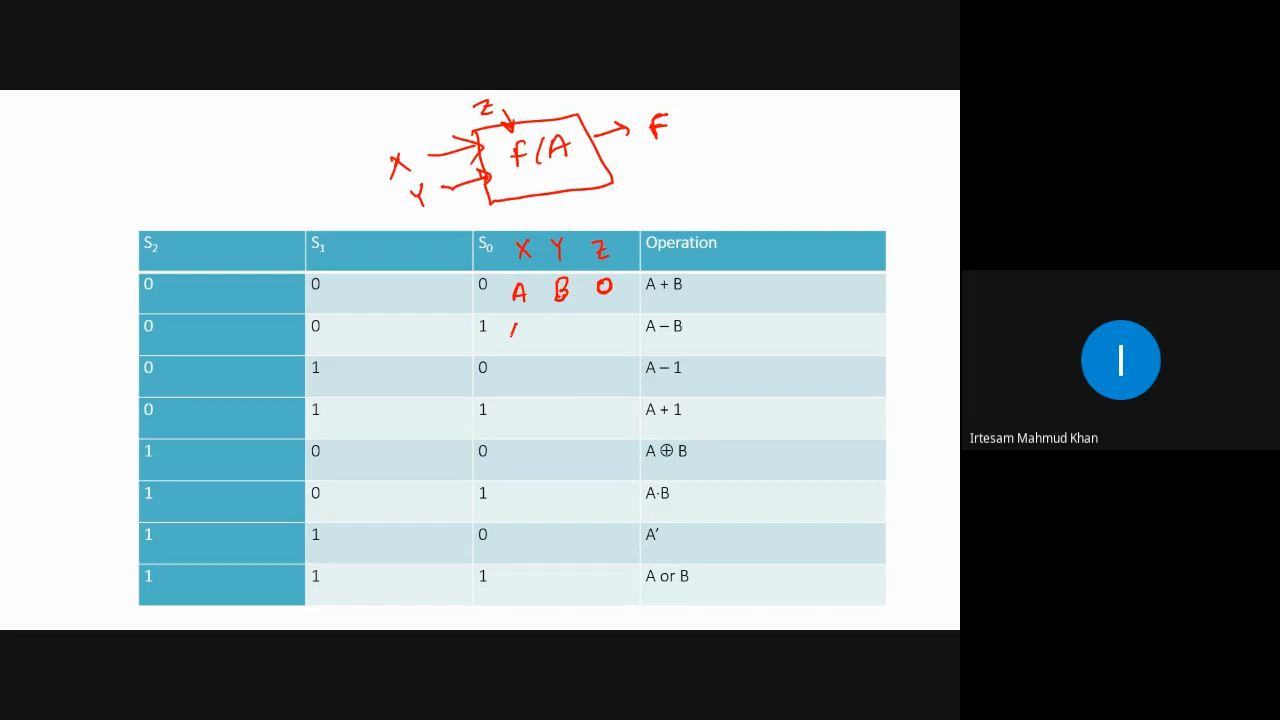 Z
X
Y
f/A
F
S₂ S₁ S₀ X Y Z Operation
0 0 0 A B 0 A + B
0 0 1 A – B
0 1 0 A – 1
0 1 1 A + 1
1 0 0 A ⊕ B
1 0 1 A·B
1 1 0 A′
1 1 1 A or B
I
Irtesam Mahmud Khan